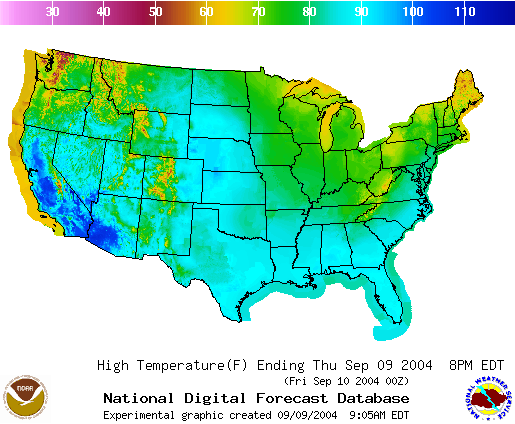 30 40 50 60 70 80 90 100 110
High Temperature(F) Ending Thu Sep 09 2004 8PM EDT
(Fri Sep 10 2004 00Z)
National Digital Forecast Database
Experimental graphic created 09/09/2004 9:05AM EDT
NOAA
NATIONAL WEATHER SERVICE